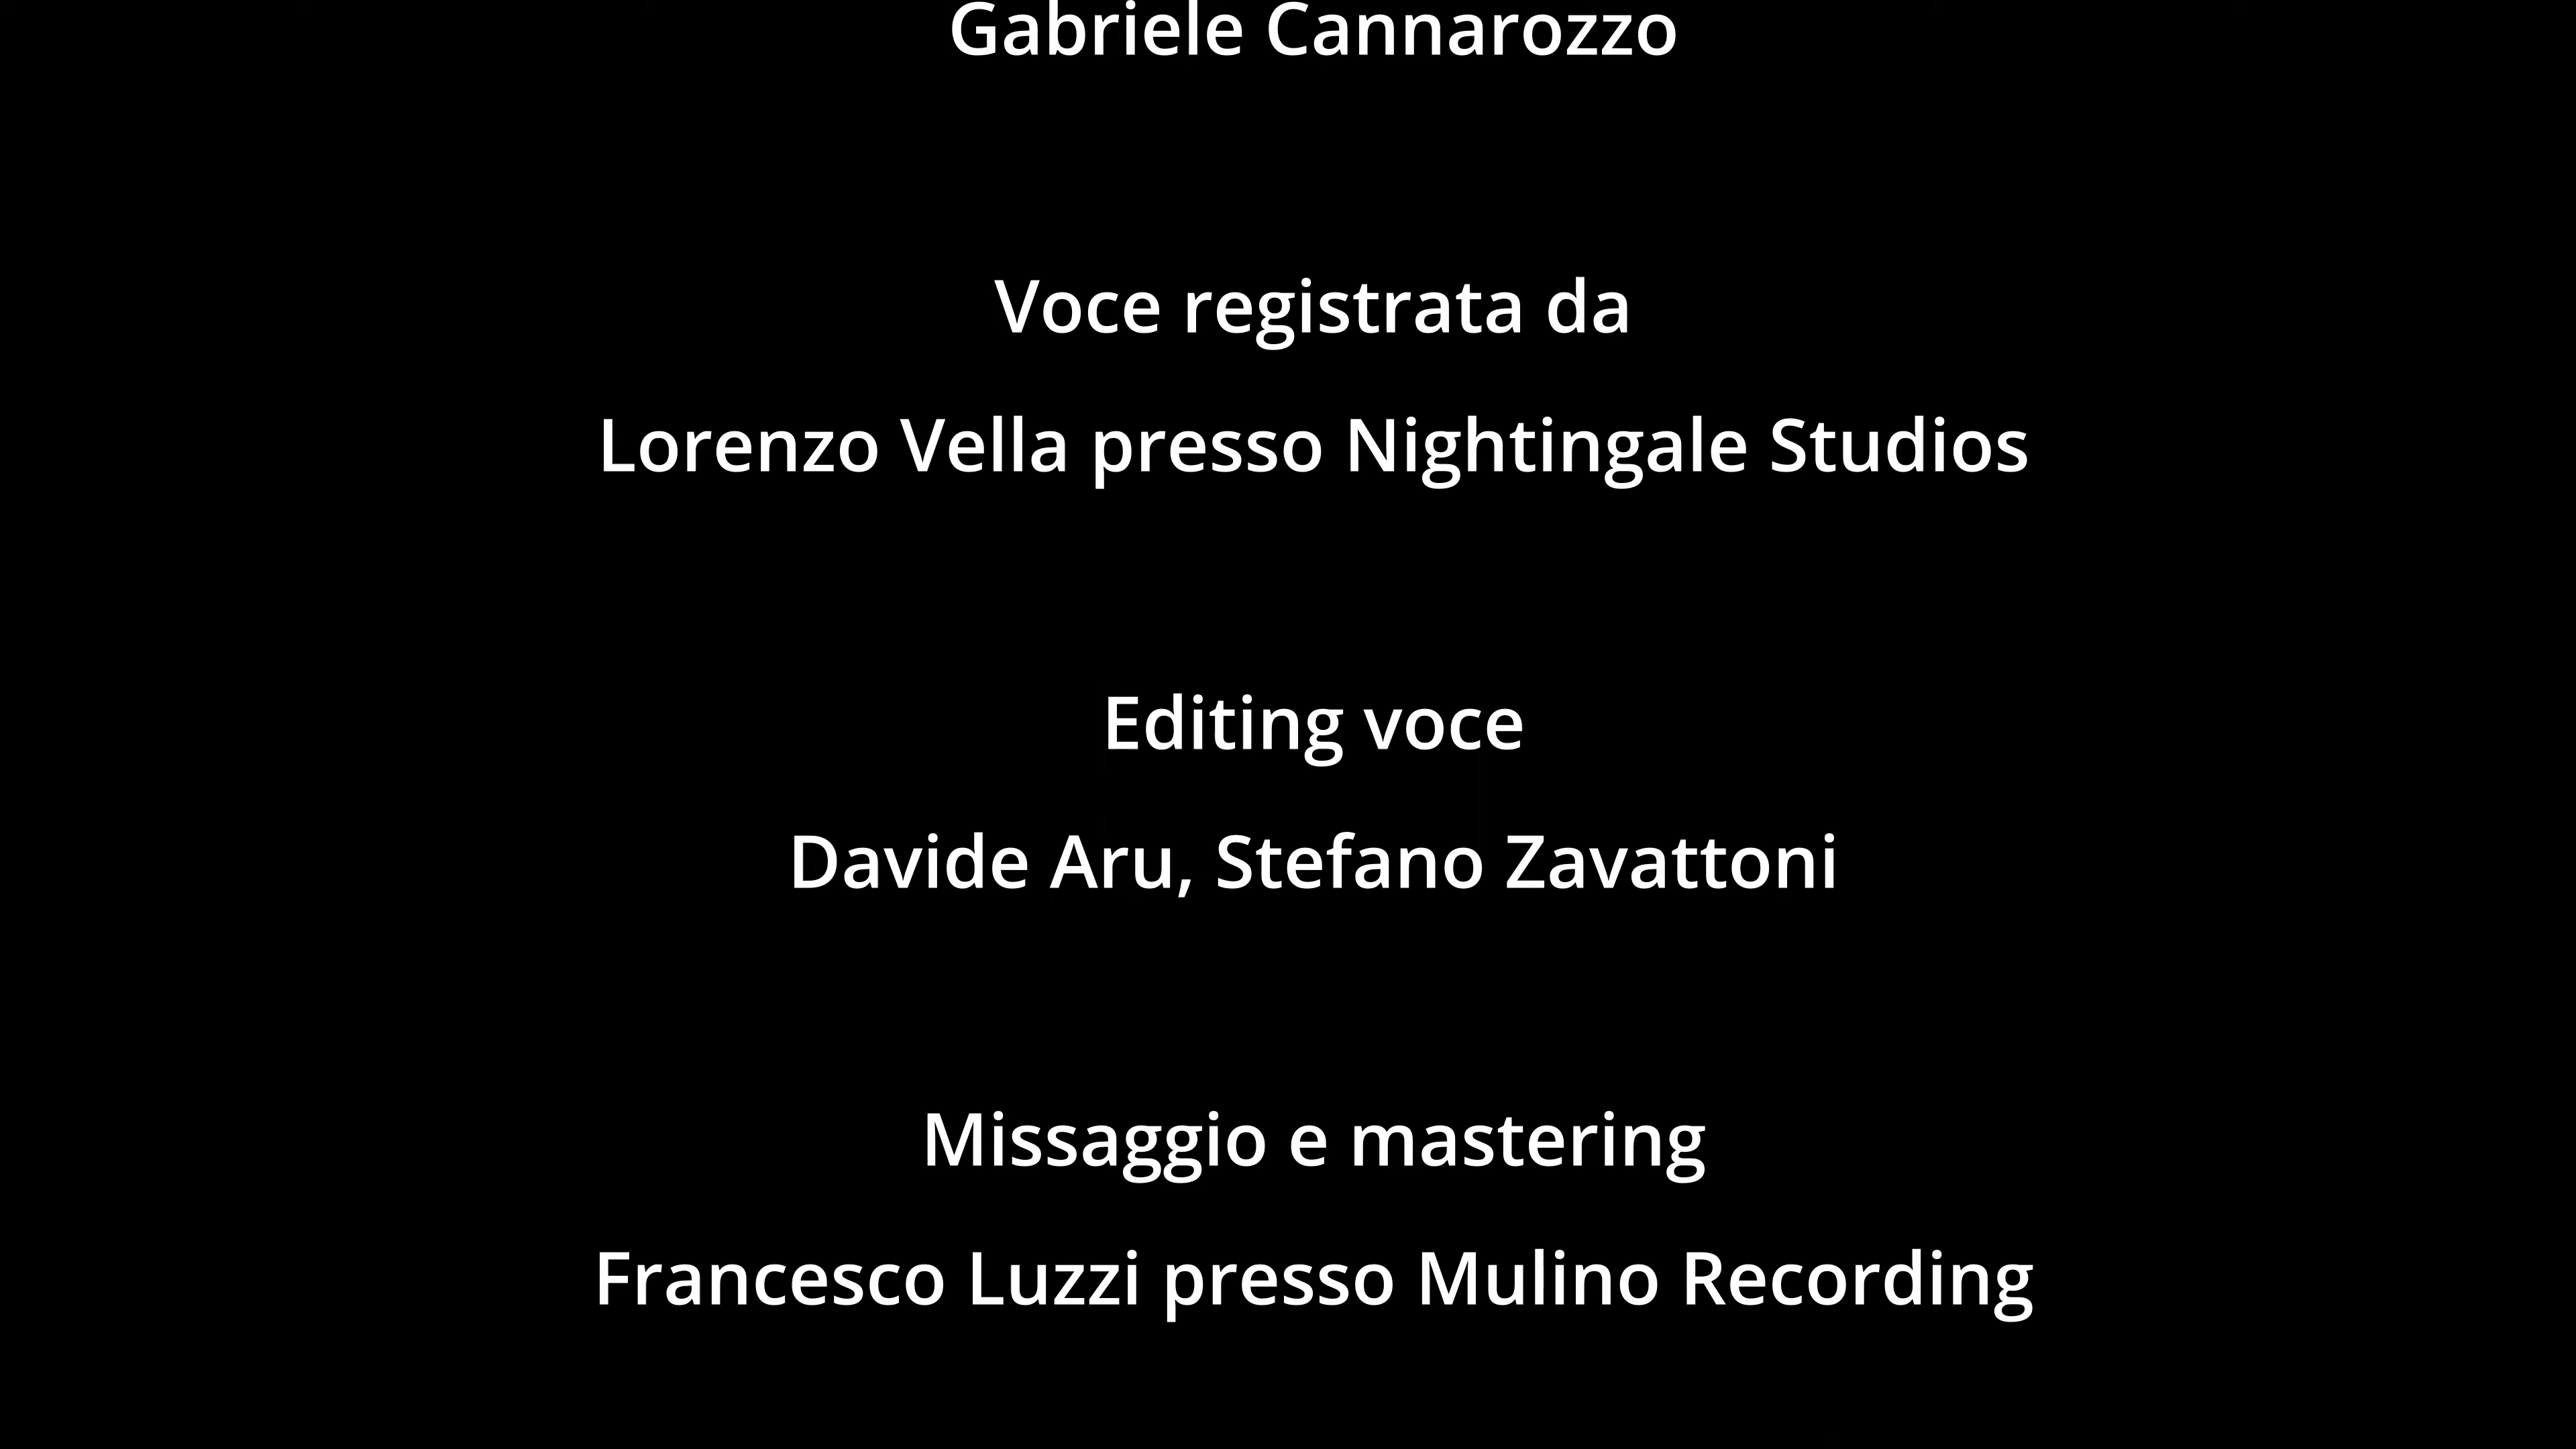 Gabriele Cannarozzo
Voce registrata da
Lorenzo Vella presso Nightingale Studios
Editing voce
Davide Aru, Stefano Zavattoni
Missaggio e mastering
Francesco Luzzi presso Mulino Recording